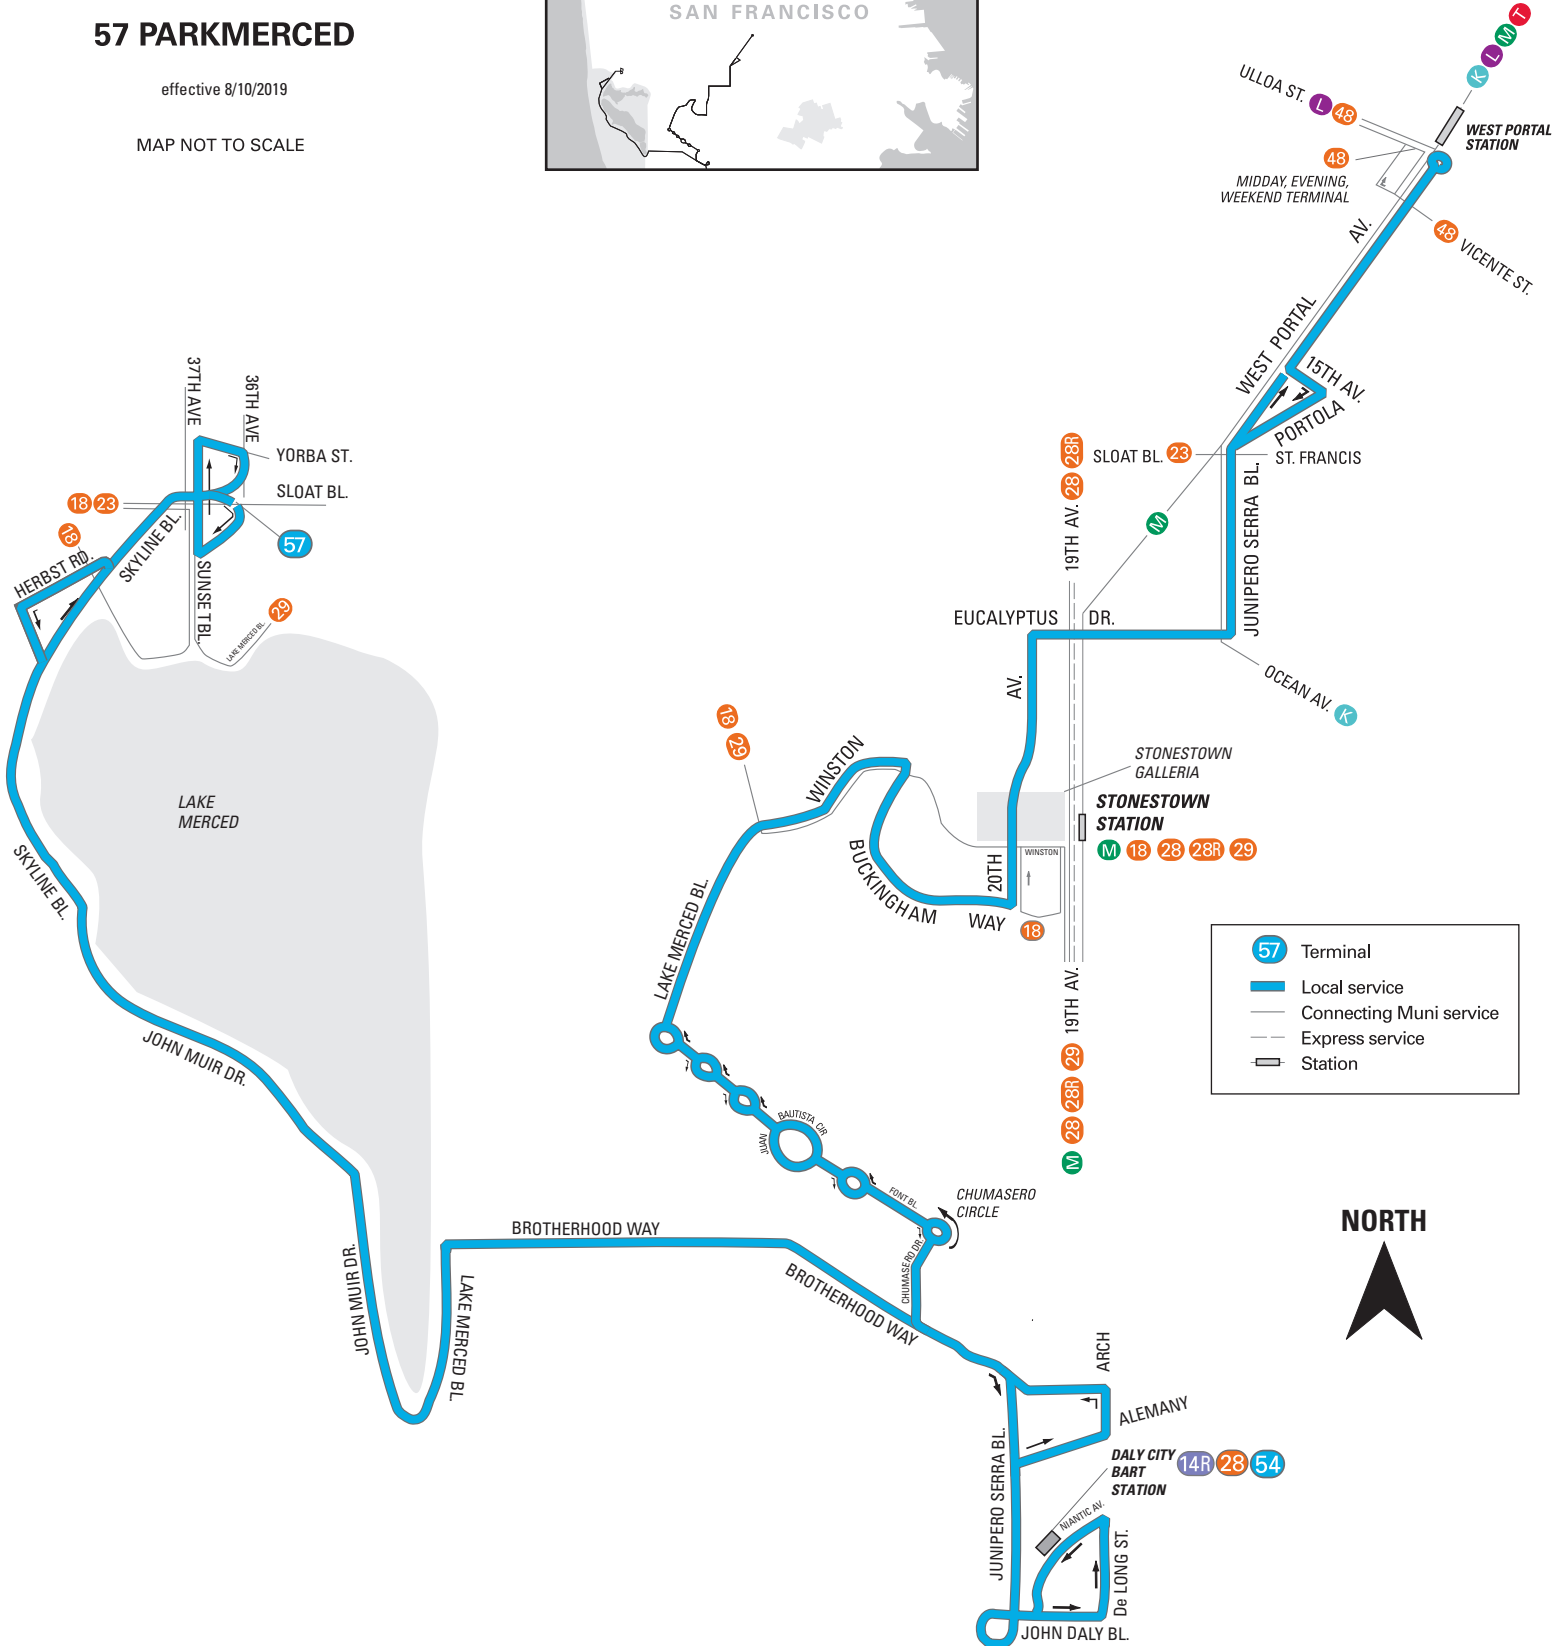 57 PARKMERCED
effective 8/10/2019
MAP NOT TO SCALE
SAN FRANCISCO
T
M
L
K
ULLOA ST.
L
48
WEST PORTAL
STATION
48
MIDDAY, EVENING,
WEEKEND TERMINAL
48
VICENTE ST.
WEST PORTAL
AV.
15TH AV.
PORTOLA
ST. FRANCIS
28R
28
SLOAT BL.
23
19TH AV.
M
JUNIPERO SERRA BL.
EUCALYPTUS
DR.
OCEAN AV.
K
37TH AVE
36TH AVE
YORBA ST.
SLOAT BL.
18
23
18
57
HERBST RD.
SKYLINE BL.
SUNSE TBL.
LAKE MERCED BL.
29
LAKE
MERCED
SKYLINE BL.
JOHN MUIR DR.
JOHN MUIR DR.
LAKE MERCED BL.
BROTHERHOOD WAY
BROTHERHOOD WAY
18
29
WINSTON
BUCKINGHAM
WAY
20TH
AV.
WINSTON
18
STONESTOWN
GALLERIA
STONESTOWN
STATION
M
18
28
28R
29
LAKE MERCED BL.
19TH AV.
29
28R
28
M
JUAN
BAUTISTA CIR
FONT BL.
CHUMASERO
CIRCLE
CHUMASERO DR.
57
Terminal
Local service
Connecting Muni service
Express service
Station
NORTH
ARCH
ALEMANY
JUNIPERO SERRA BL.
DALY CITY
BART
STATION
14R
28
54
NIANTIC AV.
De LONG ST.
JOHN DALY BL.